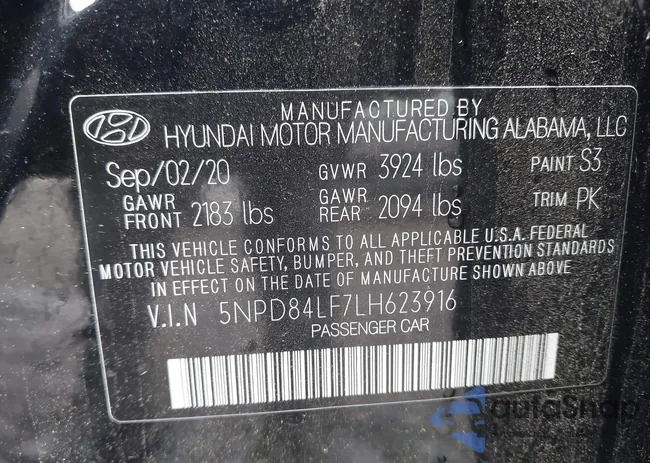 MANUFACTURED BY
HYUNDAI MOTOR MANUFACTURING ALABAMA, LLC
Sep/02/20 GVWR 3924 lbs PAINT S3
GAWR FRONT 2183 lbs GAWR REAR 2094 lbs TRIM PK
THIS VEHICLE CONFORMS TO ALL APPLICABLE U.S.A. FEDERAL
MOTOR VEHICLE SAFETY, BUMPER, AND THEFT PREVENTION STANDARDS
IN EFFECT ON THE DATE OF MANUFACTURE SHOWN ABOVE
V.I.N 5NPD84LF7LH623916
PASSENGER CAR
autoSnap